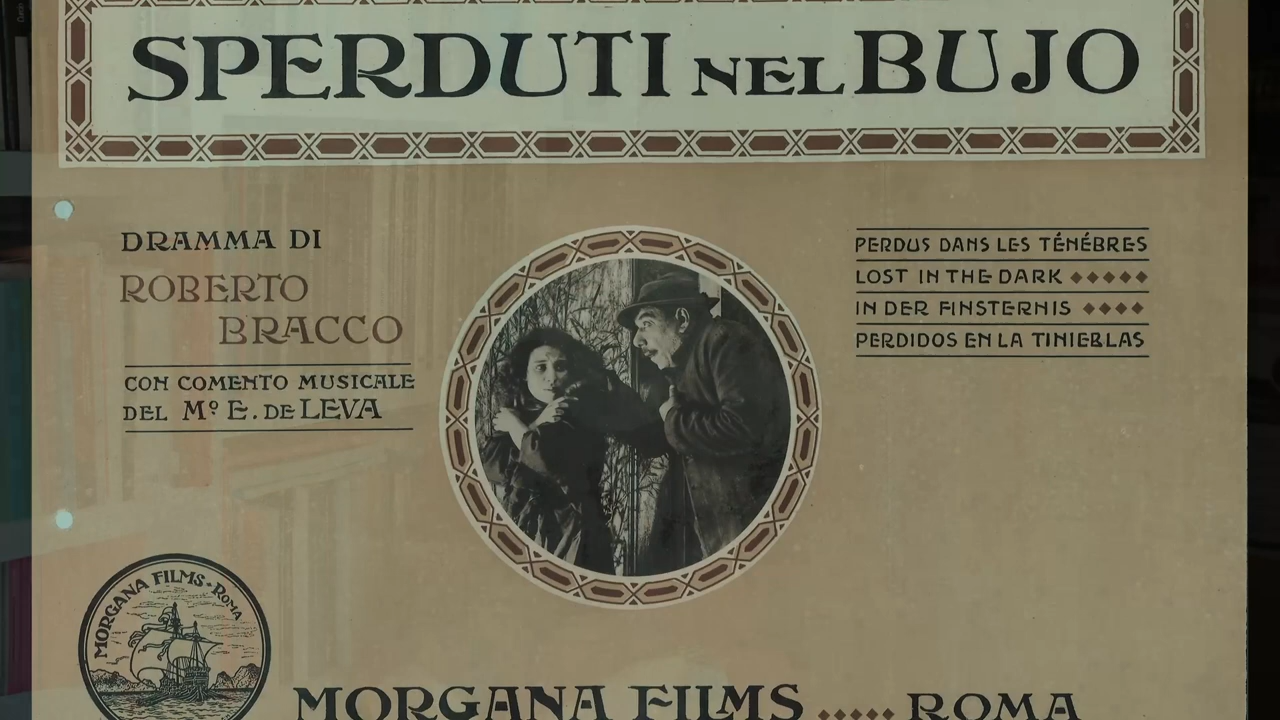 SPERDUTI NEL BUJO
DRAMMA DI
ROBERTO
BRACCO
CON COMENTO MUSICALE
DEL Mº E. DE LEVA
PERDUS DANS LES TÉNÉBRES
LOST IN THE DARK
IN DER FINSTERNIS
PERDIDOS EN LA TINIEBLAS
MORGANA FILMS · ROMA
MORGANA FILMS ROMA